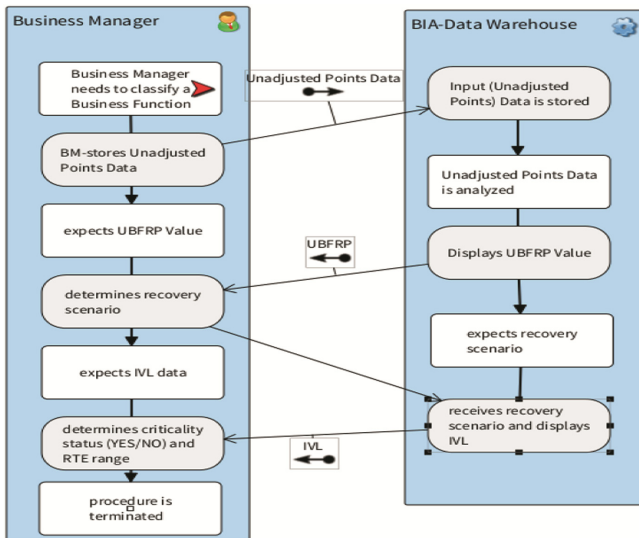 Business Manager
Business Manager
needs to classify a
Business Function
BM-stores Unadjusted
Points Data
expects UBFRP Value
determines recovery
scenario
expects IVL data
determines criticality
status (YES/NO) and
RTE range
procedure is
terminated
Unadjusted Points Data
UBFRP
IVL
BIA-Data Warehouse
Input (Unadjusted
Points) Data is stored
Unadjusted Points Data
is analyzed
Displays UBFRP Value
expects recovery
scenario
receives recovery
scenario and displays
IVL